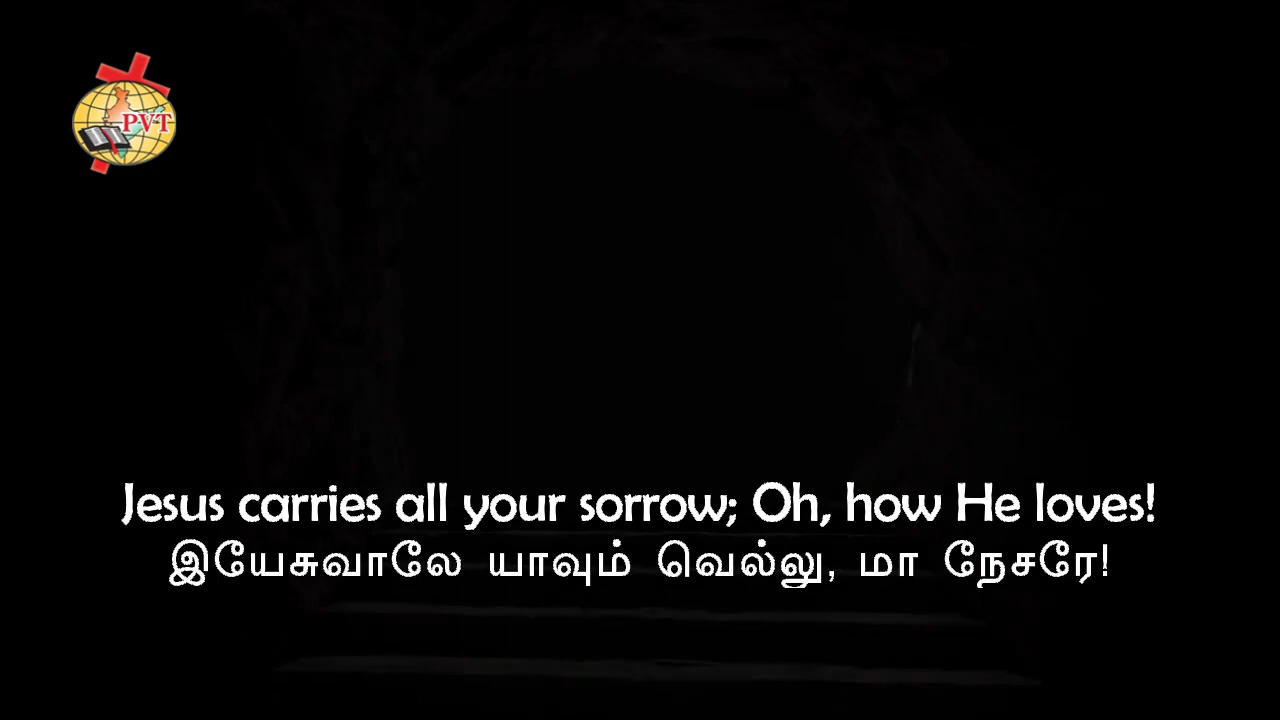 PVT
Jesus carries all your sorrow; Oh, how He loves!
இயேசுவாலே யாவும் வெல்லு, மா நேசரே!